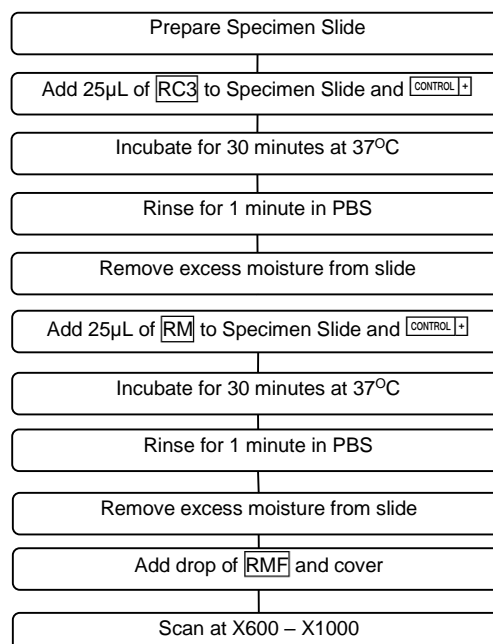 Prepare Specimen Slide
Add 25µL of RC3 to Specimen Slide and CONTROL +
Incubate for 30 minutes at 37ᴼC
Rinse for 1 minute in PBS
Remove excess moisture from slide
Add 25µL of RM to Specimen Slide and CONTROL +
Incubate for 30 minutes at 37ᴼC
Rinse for 1 minute in PBS
Remove excess moisture from slide
Add drop of RMF and cover
Scan at X600 – X1000